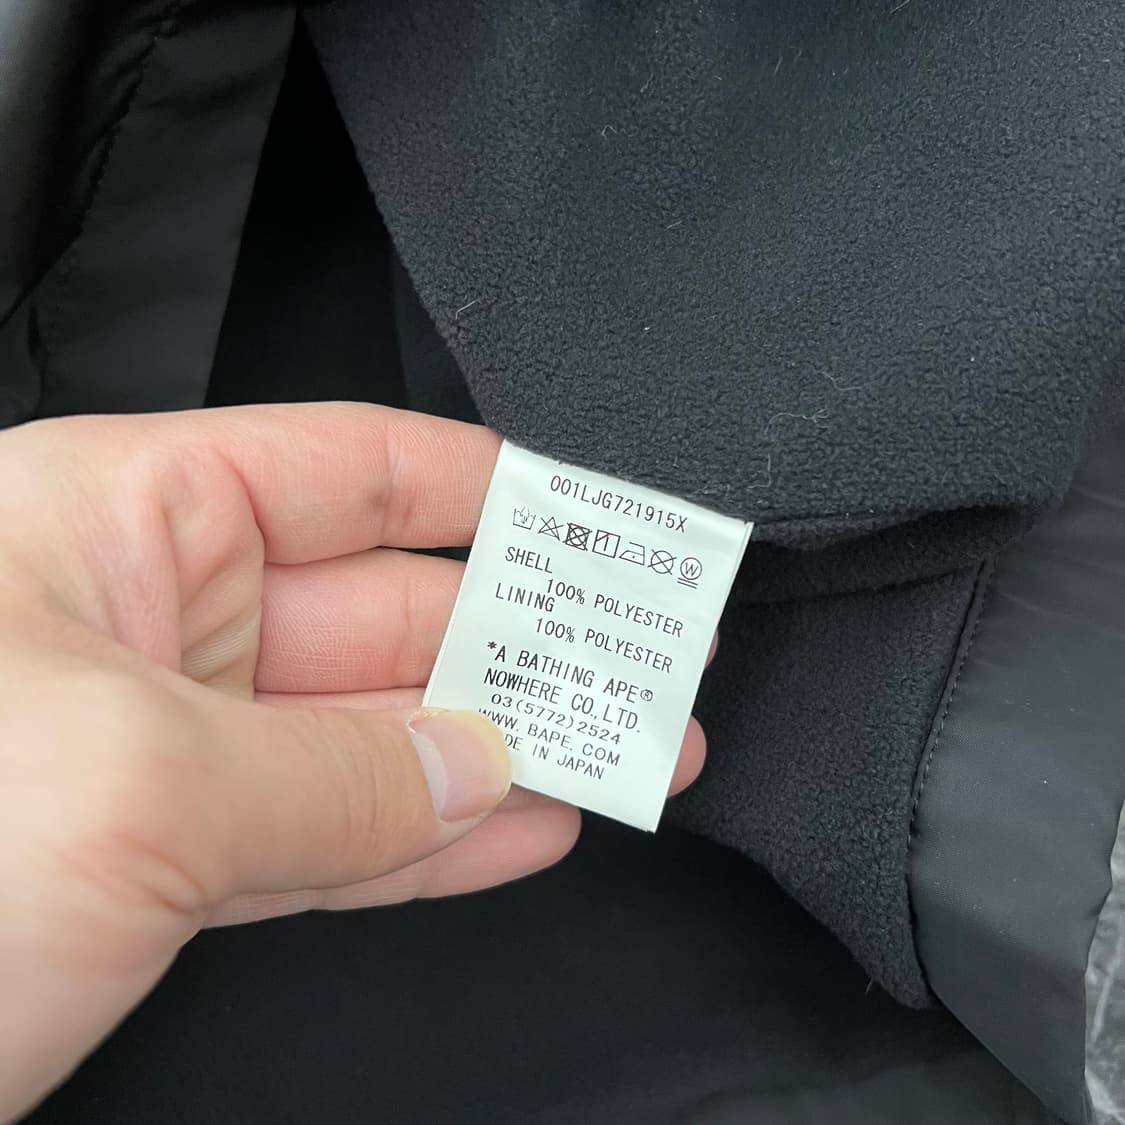 001LJG721915X
SHELL
100% POLYESTER
LINING
100% POLYESTER
*A BATHING APE®
NOWHERE CO., LTD.
03(5772)2524
WWW. BAPE. COM
IN JAPAN